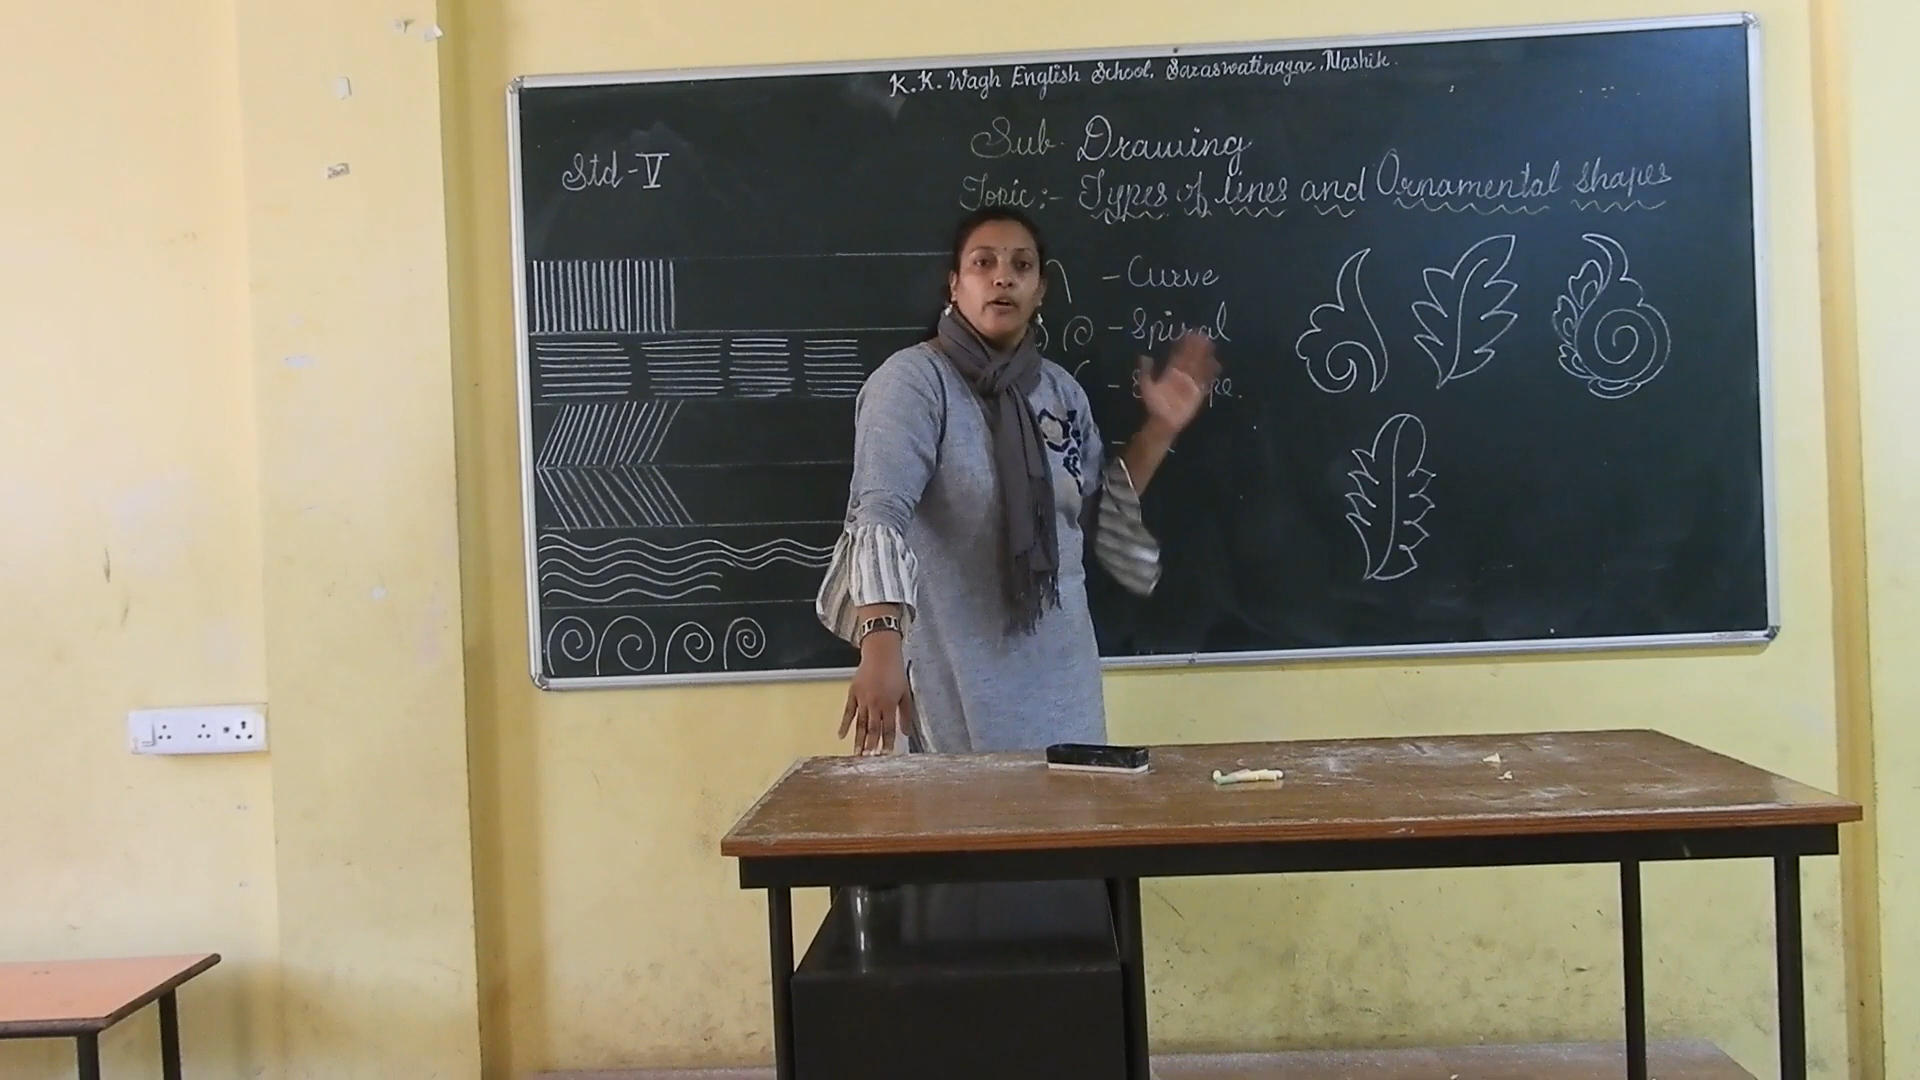 K. K. Wagh English School, Saraswatinagar, Nashik.
Std - V
Sub- Drawing
Topic :- Types of lines and Ornamental Shapes
- Curve
- Spiral